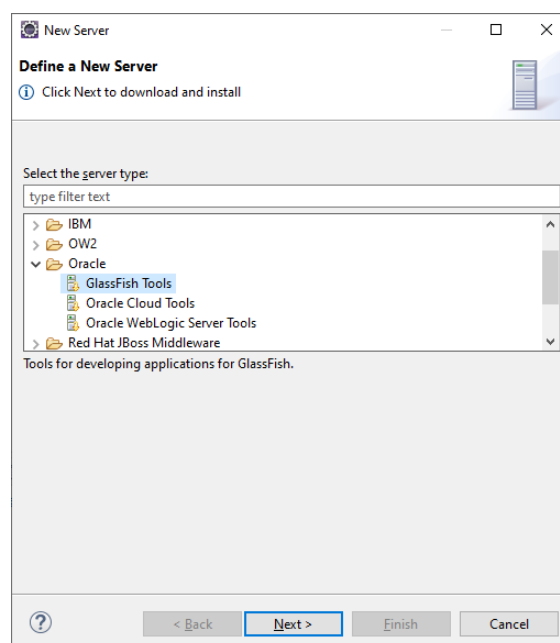 New Server
Define a New Server
Click Next to download and install
Select the server type:
type filter text
IBM
OW2
Oracle
GlassFish Tools
Oracle Cloud Tools
Oracle WebLogic Server Tools
Red Hat JBoss Middleware
Tools for developing applications for GlassFish.
? < Back Next > Finish Cancel